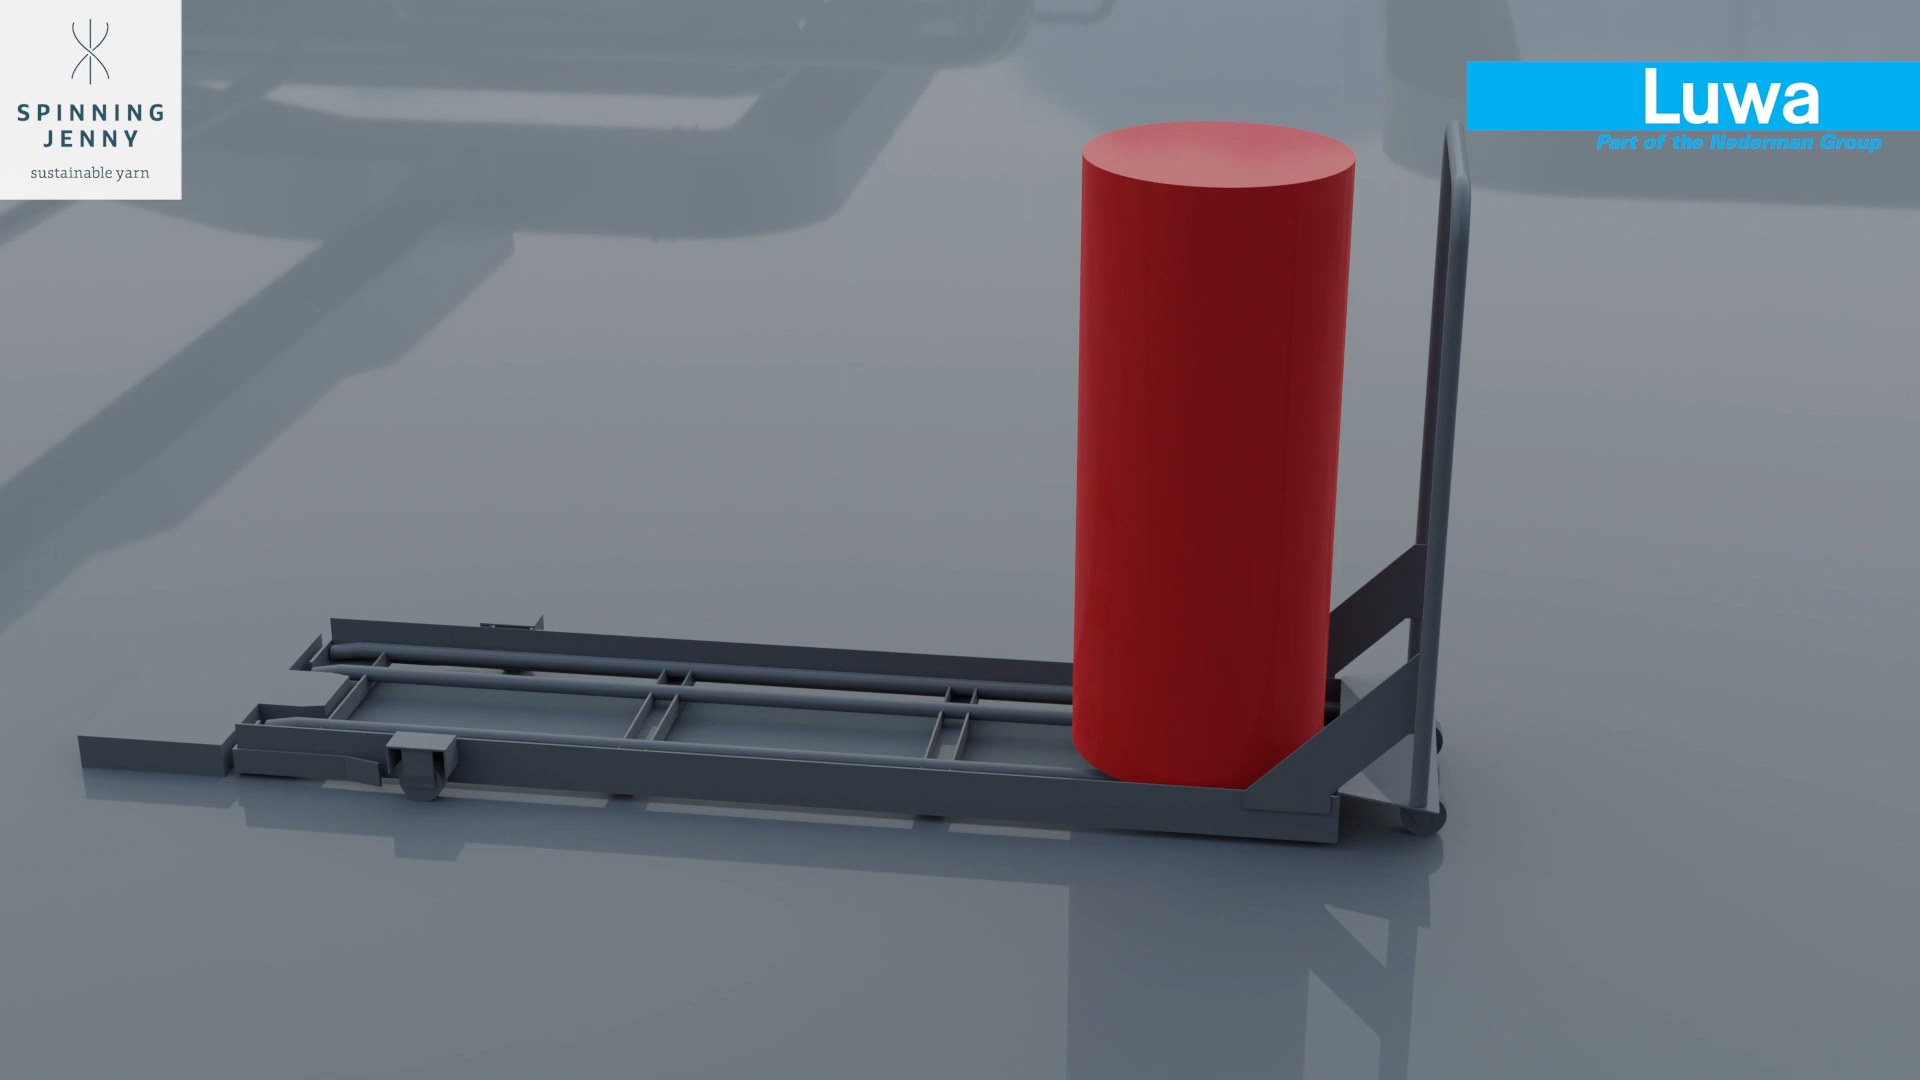 SPINNING
JENNY
sustainable yarn
Luwa
Part of the Nederman Group